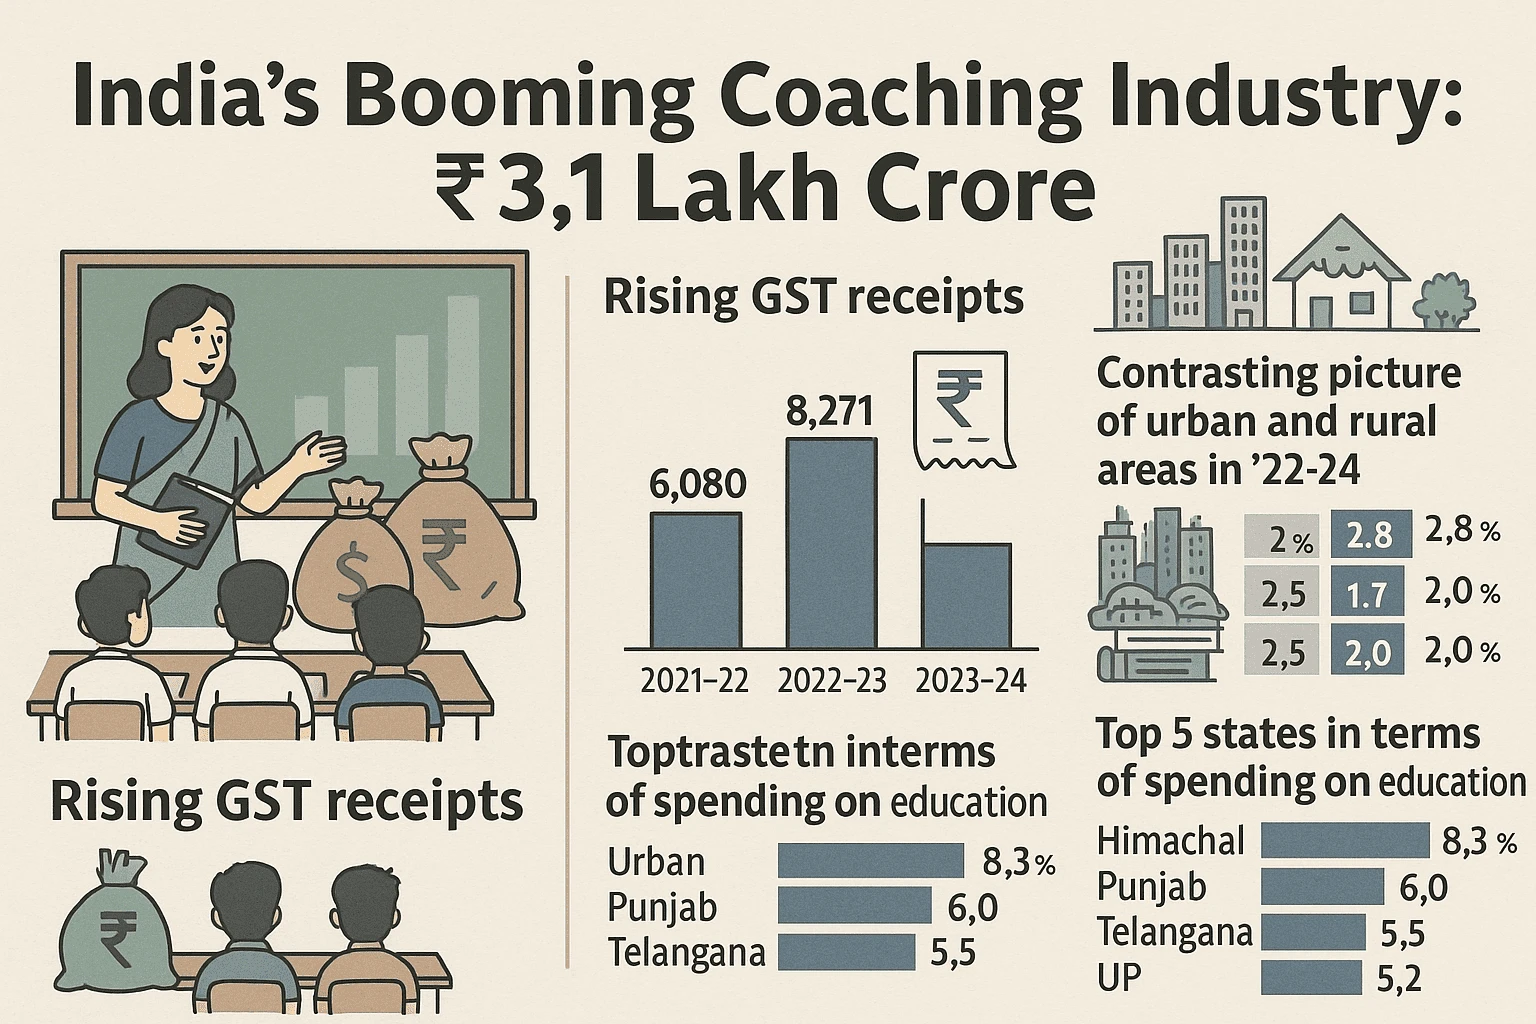 India's Booming Coaching Industry:
₹3,1 Lakh Crore
₹
$
₹
Rising GST receipts
₹
Rising GST receipts
₹
6,080
8,271
2021–22
2022–23
2023–24
Toptrastetn interms
of spending on education
Urban 8,3%
Punjab 6,0
Telangana 5,5
Contrasting picture
of urban and rural
areas in '22-24
2% 2.8 2,8%
2,5 1.7 2,0%
2,5 2,0 2,0%
Top 5 states in terms
of spending on education
Himachal 8,3%
Punjab 6,0
Telangana 5,5
UP 5,2